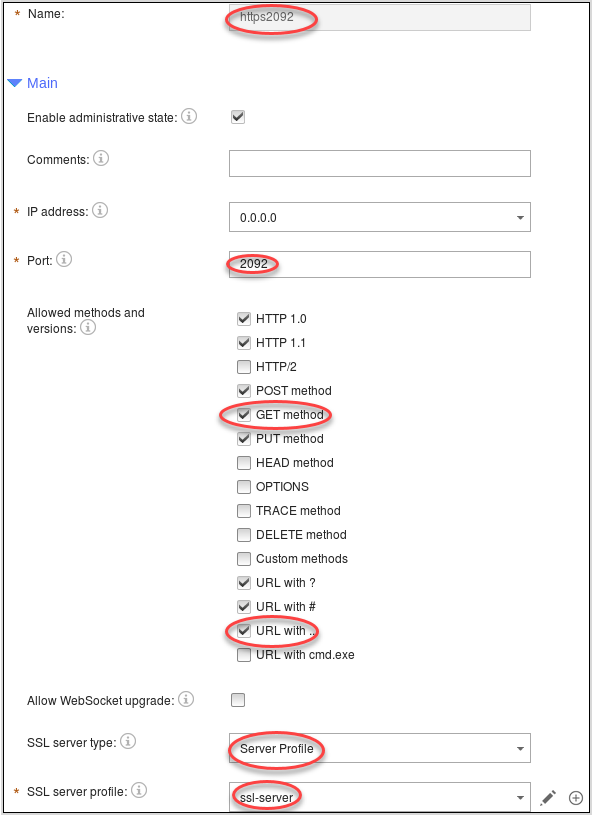 * Name: https2092
Main
Enable administrative state:
Comments:
* IP address: 0.0.0.0
* Port: 2092
Allowed methods and
versions:
HTTP 1.0
HTTP 1.1
HTTP/2
POST method
GET method
PUT method
HEAD method
OPTIONS
TRACE method
DELETE method
Custom methods
URL with ?
URL with #
URL with ..
URL with cmd.exe
Allow WebSocket upgrade:
SSL server type: Server Profile
* SSL server profile: ssl-server